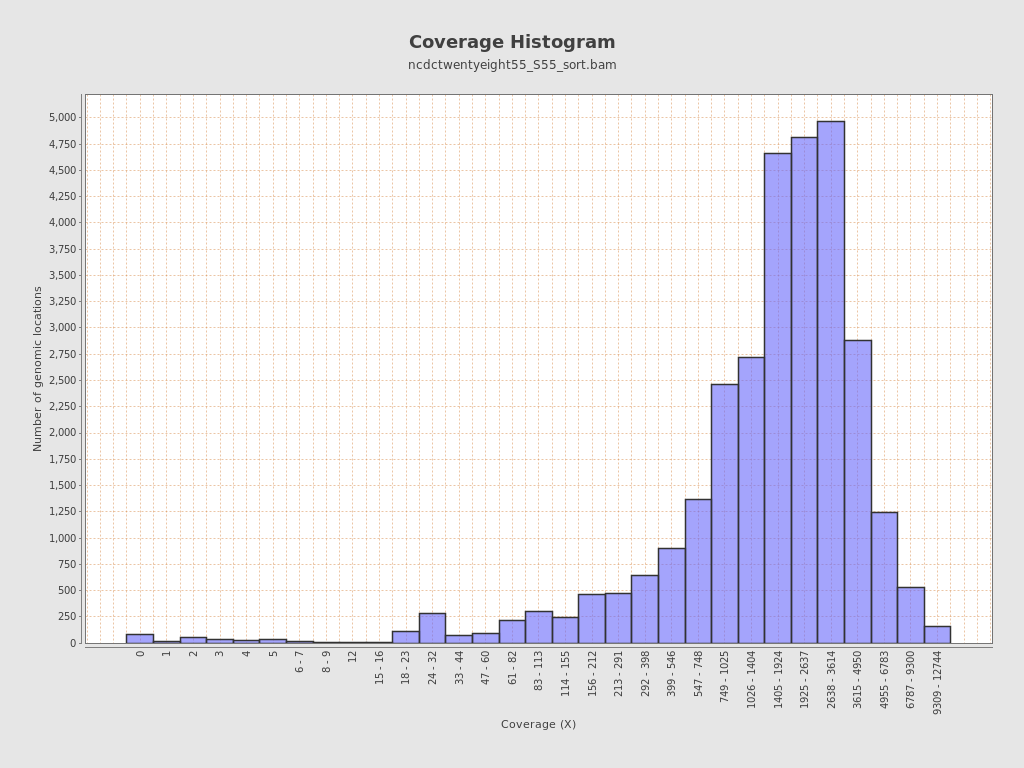 Coverage Histogram
ncdctwentyeight55_S55_sort.bam
Number of genomic locations
5,000
4,750
4,500
4,250
4,000
3,750
3,500
3,250
3,000
2,750
2,500
2,250
2,000
1,750
1,500
1,250
1,000
750
500
250
0
0
1
2
3
4
5
6 - 7
8 - 9
12
15 - 16
18 - 23
24 - 32
33 - 44
47 - 60
61 - 82
83 - 113
114 - 155
156 - 212
213 - 291
292 - 398
399 - 546
547 - 748
749 - 1025
1026 - 1404
1405 - 1924
1925 - 2637
2638 - 3614
3615 - 4950
4955 - 6783
6787 - 9300
9309 - 12744
Coverage (X)